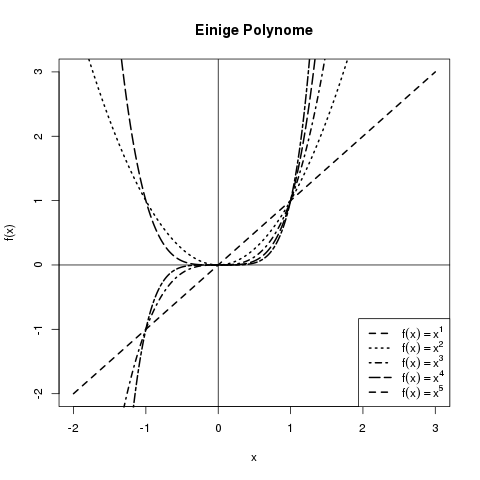 Einige Polynome
f(x)
3
2
1
0
-1
-2
-2 -1 0 1 2 3
x
f(x) = x¹
f(x) = x²
f(x) = x³
f(x) = x⁴
f(x) = x⁵